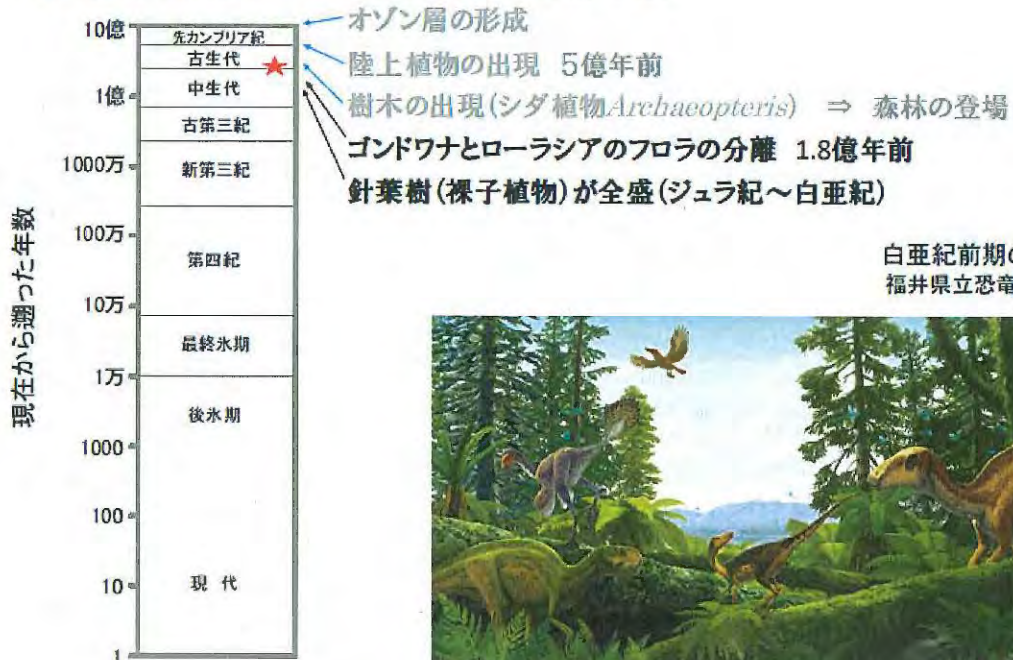 オゾン層の形成
陸上植物の出現 5億年前
樹木の出現(シダ植物Archaeopteris) ⇒ 森林の登場
ゴンドワナとローラシアのフロラの分離 1.8億年前
針葉樹(裸子植物)が全盛(ジュラ紀～白亜紀)
白亜紀前期の
福井県立恐竜
現在から遡った年数
10億
1億
1000万
100万
10万
1万
1000
100
10
1
先カンブリア紀
古生代
中生代
古第三紀
新第三紀
第四紀
最終氷期
後氷期
現 代